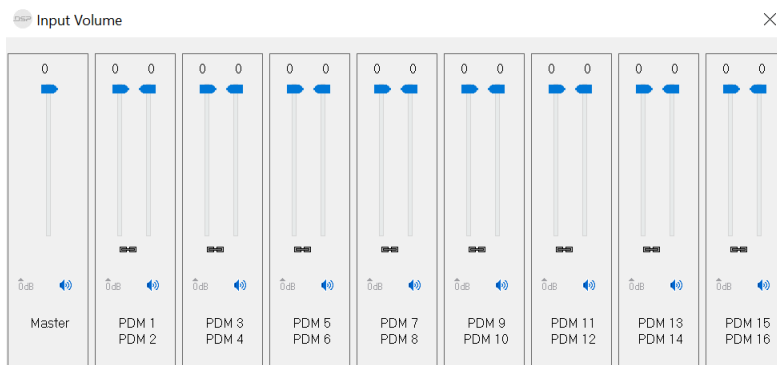 DSP Input Volume
0 0 0 0 0 0 0 0 0 0 0 0 0 0 0 0 0
0dB 0dB 0dB 0dB 0dB 0dB 0dB 0dB 0dB
Master PDM 1 PDM 3 PDM 5 PDM 7 PDM 9 PDM 11 PDM 13 PDM 15
PDM 2 PDM 4 PDM 6 PDM 8 PDM 10 PDM 12 PDM 14 PDM 16